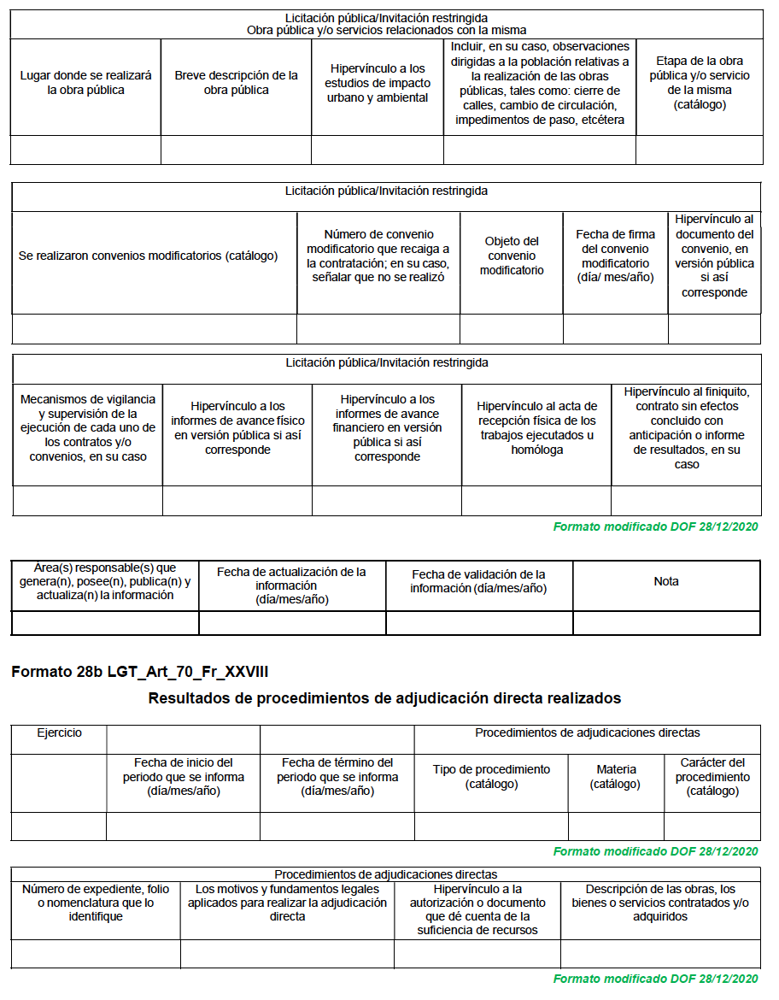 Licitación pública/Invitación restringida
Obra pública y/o servicios relacionados con la misma
Lugar donde se realizará
la obra pública
Breve descripción de la
obra pública
Hipervínculo a los
estudios de impacto
urbano y ambiental
Incluir, en su caso, observaciones
dirigidas a la población relativas a
la realización de las obras
públicas, tales como: cierre de
calles, cambio de circulación,
impedimentos de paso, etcétera
Etapa de la obra
pública y/o servicio
de la misma
(catálogo)
Licitación pública/Invitación restringida
Se realizaron convenios modificatorios (catálogo)
Número de convenio
modificatorio que recaiga a
la contratación; en su caso,
señalar que no se realizó
Objeto del
convenio
modificatorio
Fecha de firma
del convenio
modificatorio
(día/ mes/año)
Hipervínculo al
documento del
convenio, en
versión pública
si así
corresponde
Licitación pública/Invitación restringida
Mecanismos de vigilancia
y supervisión de la
ejecución de cada uno de
los contratos y/o
convenios, en su caso
Hipervínculo a los
informes de avance físico
en versión pública si así
corresponde
Hipervínculo a los
informes de avance
financiero en versión
pública si así
corresponde
Hipervínculo al acta de
recepción física de los
trabajos ejecutados u
homóloga
Hipervínculo al finiquito,
contrato sin efectos
concluido con
anticipación o informe
de resultados, en su
caso
Formato modificado DOF 28/12/2020
Área(s) responsable(s) que
genera(n), posee(n), publica(n) y
actualiza(n) la información
Fecha de actualización de la
información
(día/mes/año)
Fecha de validación de la
información (día/mes/año)
Nota
Formato 28b LGT_Art_70_Fr_XXVIII
Resultados de procedimientos de adjudicación directa realizados
Ejercicio
Procedimientos de adjudicaciones directas
Fecha de inicio del
periodo que se informa
(día/mes/año)
Fecha de término del
periodo que se informa
(día/mes/año)
Tipo de procedimiento
(catálogo)
Materia
(catálogo)
Carácter del
procedimiento
(catálogo)
Formato modificado DOF 28/12/2020
Procedimientos de adjudicaciones directas
Número de expediente, folio
o nomenclatura que lo
identifique
Los motivos y fundamentos legales
aplicados para realizar la adjudicación
directa
Hipervínculo a la
autorización o documento
que dé cuenta de la
suficiencia de recursos
Descripción de las obras, los
bienes o servicios contratados y/o
adquiridos
Formato modificado DOF 28/12/2020